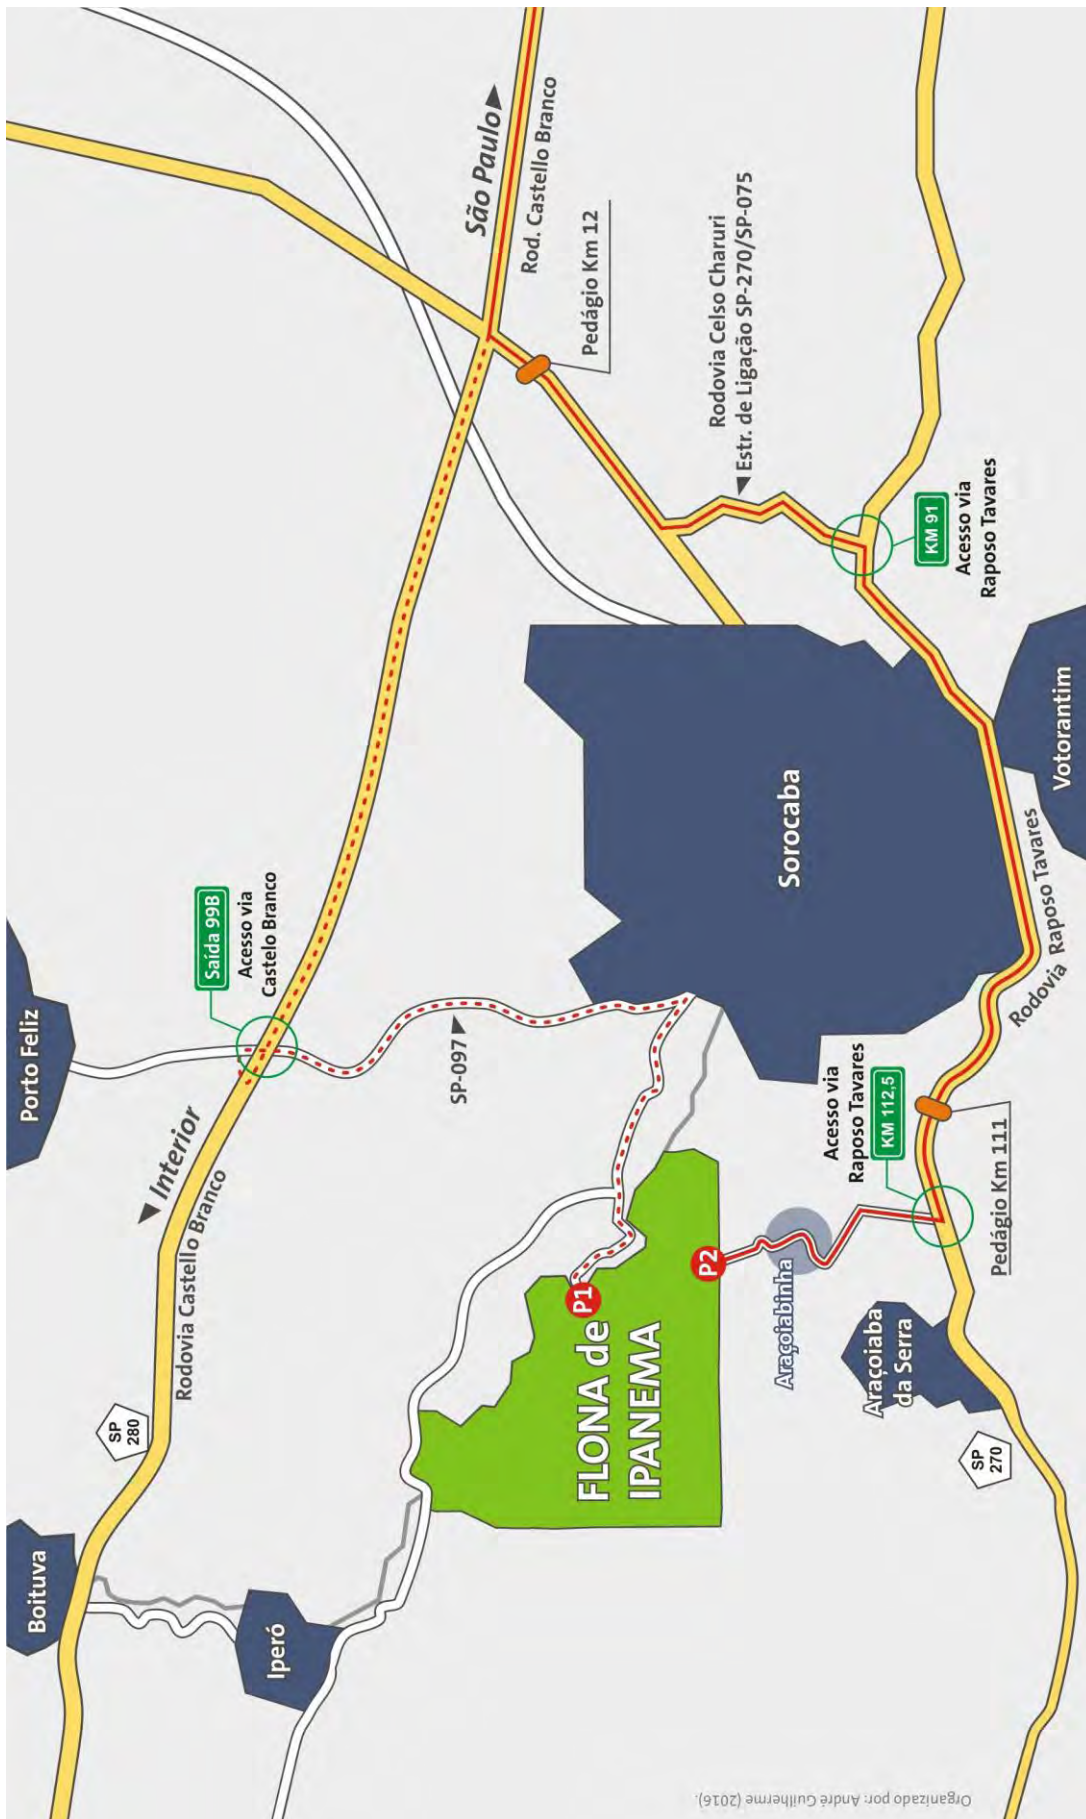 Porto Feliz
Boituva
Iperó
SP
280
Rodovia Castello Branco
◄ Interior
Saída 99B
Acesso via
Castelo Branco
SP-097
São Paulo ►
Rod. Castello Branco
Pedágio Km 12
Rodovia Celso Charuri
Estr. de Ligação SP-270/SP-075
KM 91
Acesso via
Raposo Tavares
Sorocaba
Votorantim
Rodovia Raposo Tavares
Acesso via
Raposo Tavares
KM 112,5
Pedágio Km 111
P1
P2
FLONA de
IPANEMA
Araçoiabinha
Araçoiaba
da Serra
SP
270
Organizado por: André Guilherme (2016).